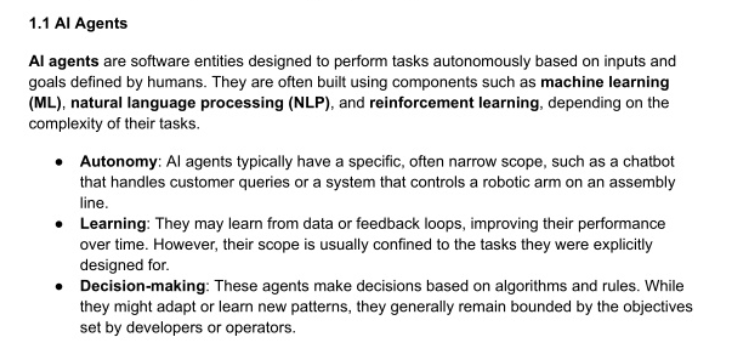 1.1 AI Agents
AI agents are software entities designed to perform tasks autonomously based on inputs and
goals defined by humans. They are often built using components such as machine learning
(ML), natural language processing (NLP), and reinforcement learning, depending on the
complexity of their tasks.
● Autonomy: AI agents typically have a specific, often narrow scope, such as a chatbot
that handles customer queries or a system that controls a robotic arm on an assembly
line.
● Learning: They may learn from data or feedback loops, improving their performance
over time. However, their scope is usually confined to the tasks they were explicitly
designed for.
● Decision-making: These agents make decisions based on algorithms and rules. While
they might adapt or learn new patterns, they generally remain bounded by the objectives
set by developers or operators.